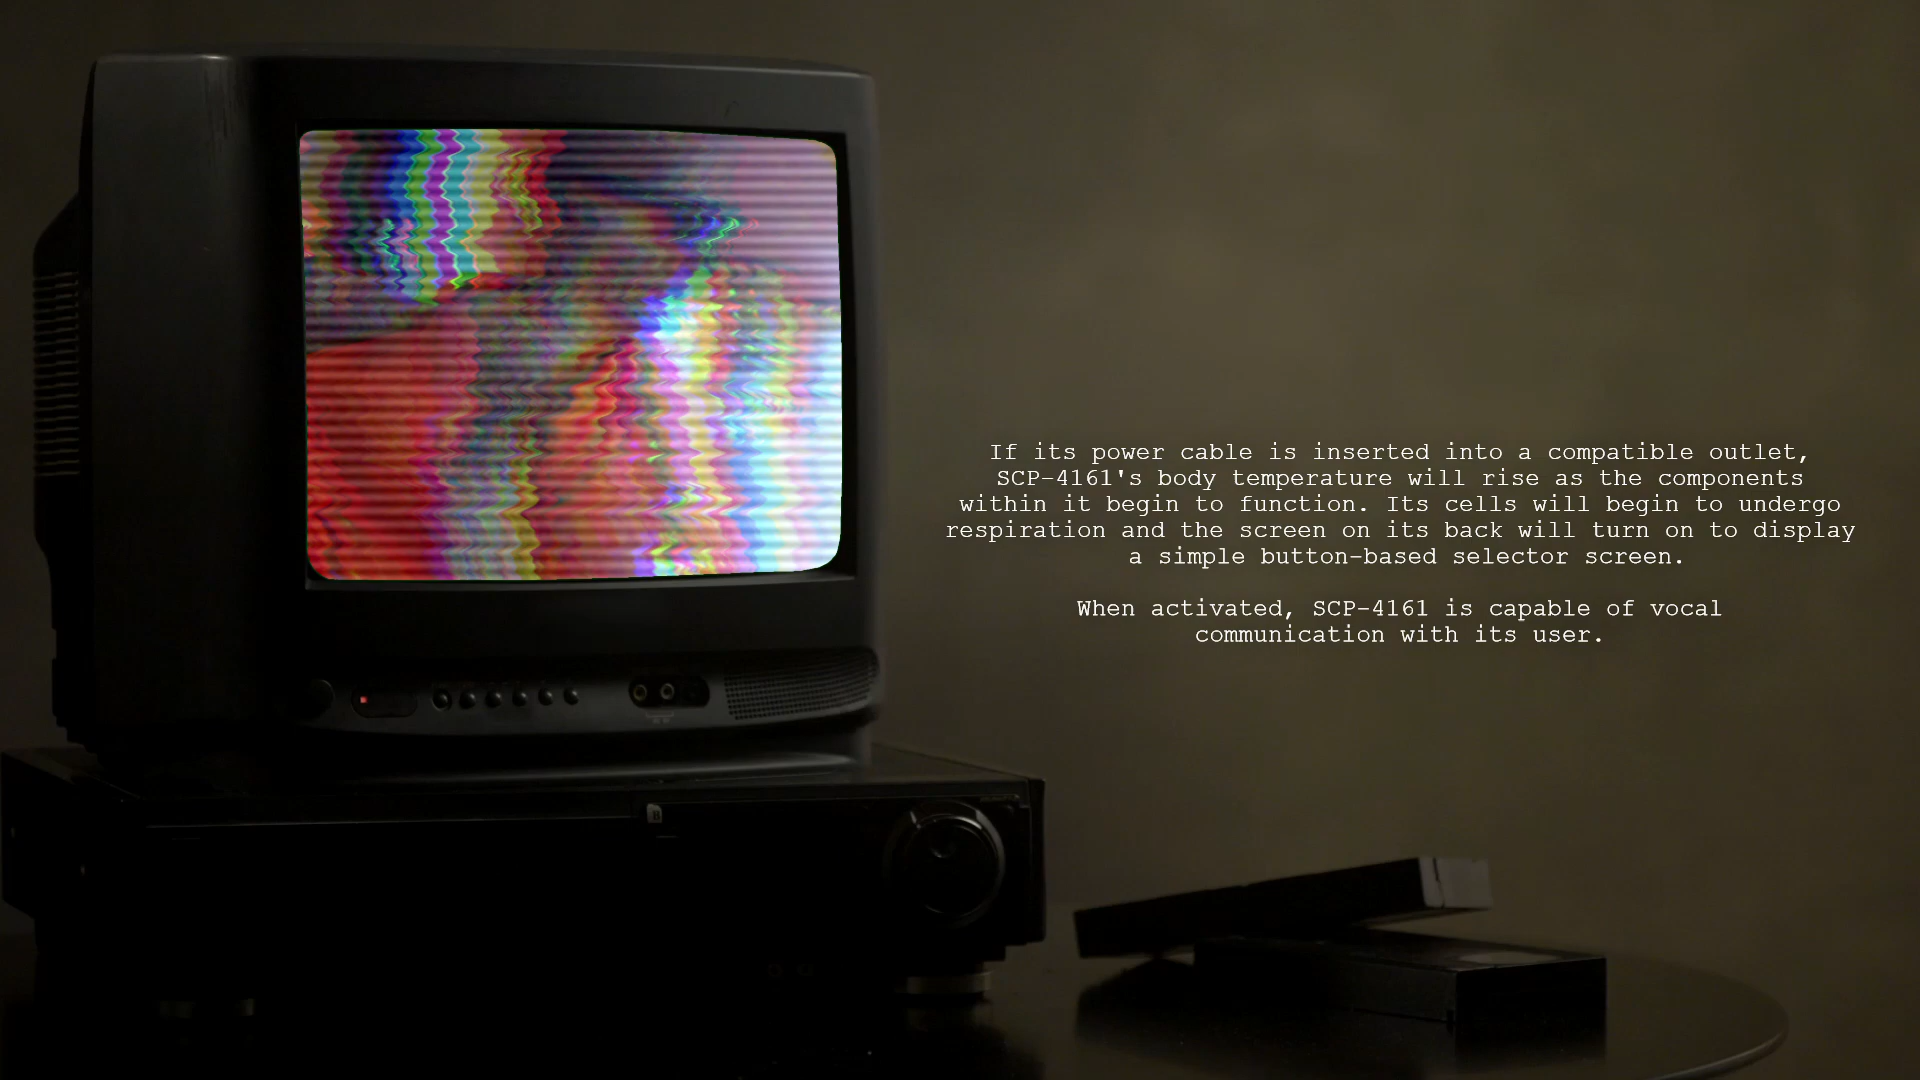 If its power cable is inserted into a compatible outlet,
SCP-4161's body temperature will rise as the components
within it begin to function. Its cells will begin to undergo
respiration and the screen on its back will turn on to display
a simple button-based selector screen.
When activated, SCP-4161 is capable of vocal
communication with its user.